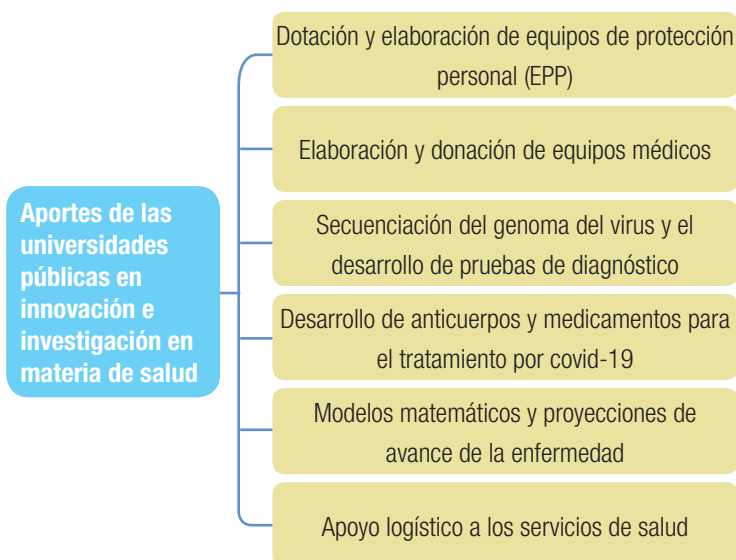 Aportes de las
universidades
públicas en
innovación e
investigación en
materia de salud
Dotación y elaboración de equipos de protección
personal (EPP)
Elaboración y donación de equipos médicos
Secuenciación del genoma del virus y el
desarrollo de pruebas de diagnóstico
Desarrollo de anticuerpos y medicamentos para
el tratamiento por covid-19
Modelos matemáticos y proyecciones de
avance de la enfermedad
Apoyo logístico a los servicios de salud